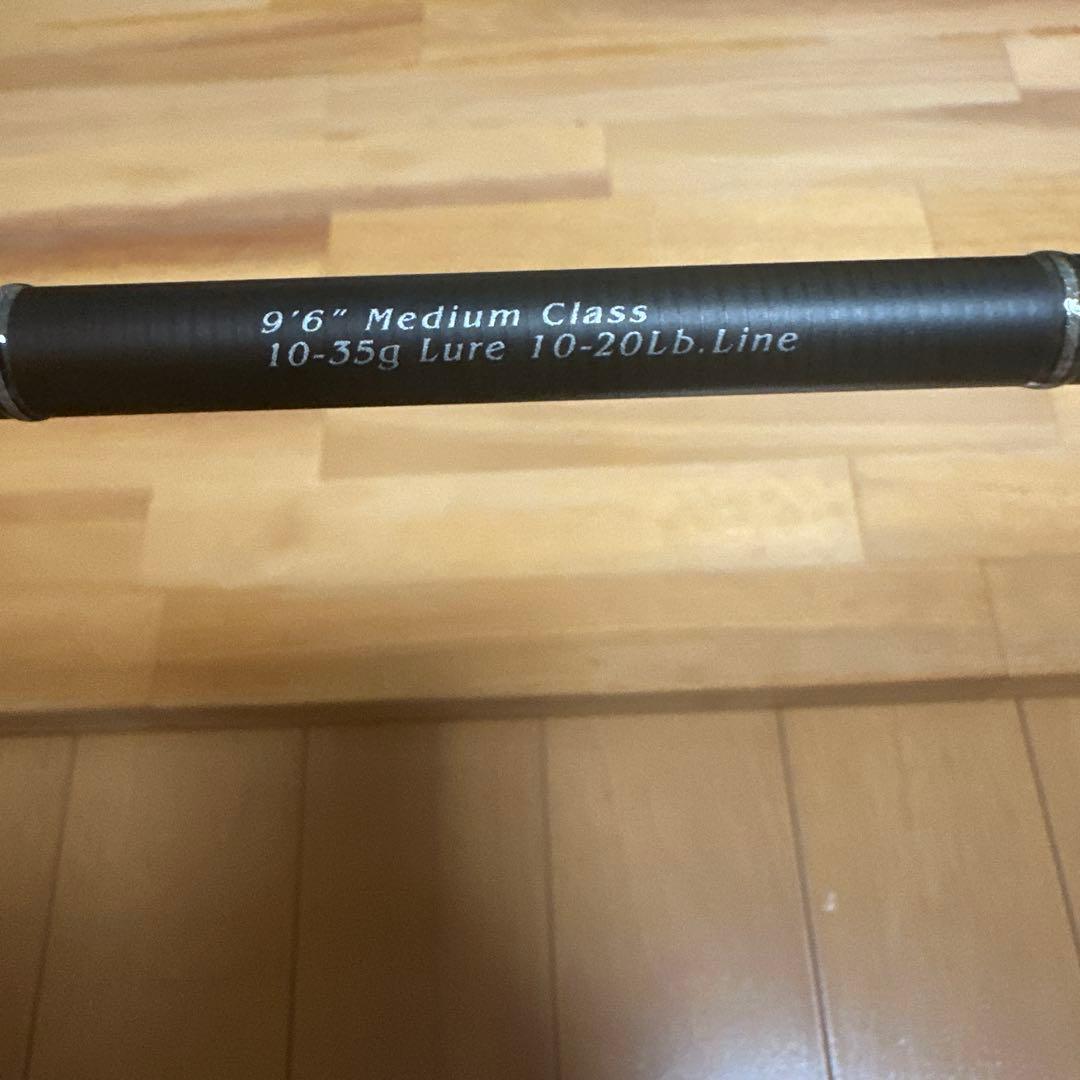 9'6" Medium Class
10-35g Lure 10-20Lb.Line